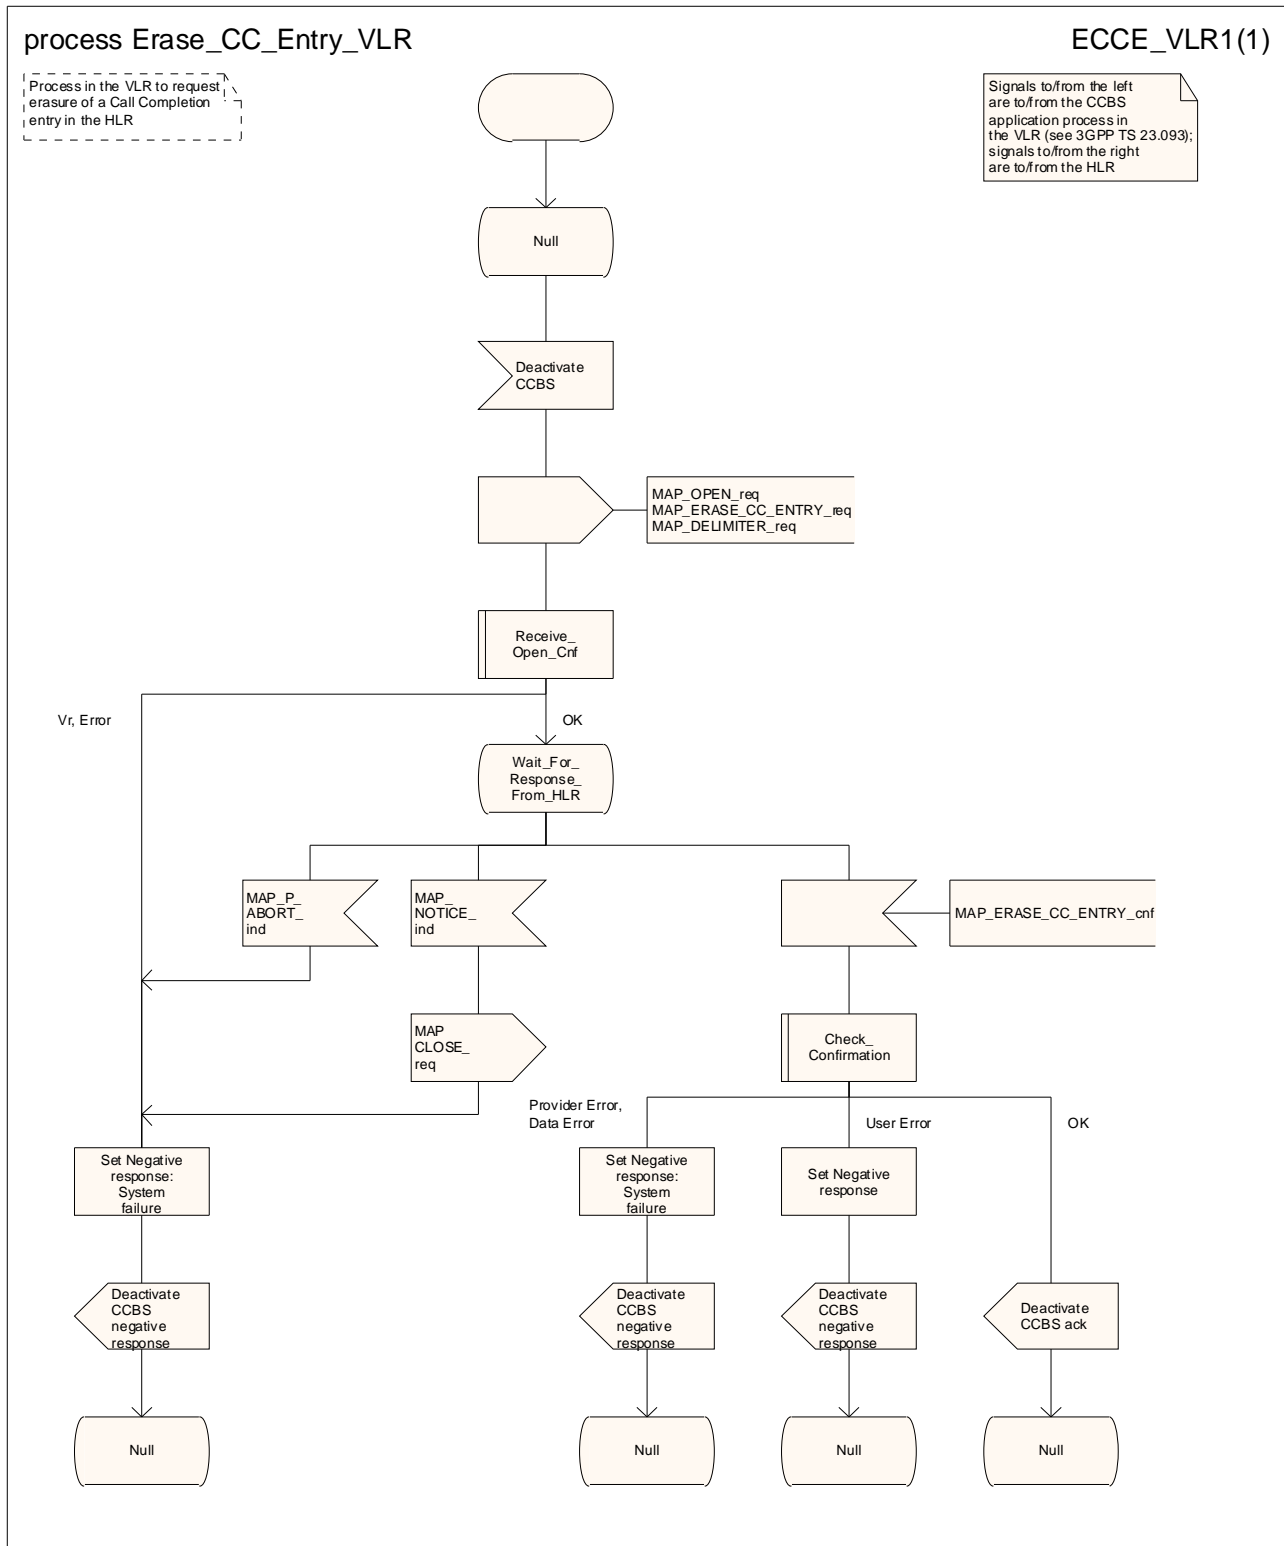 process Erase_CC_Entry_VLR
ECCE_VLR1(1)
Process in the VLR to request
erasure of a Call Completion
entry in the HLR
Signals to/from the left
are to/from the CCBS
application process in
the VLR (see 3GPP TS 23.093);
signals to/from the right
are to/from the HLR
Null
Deactivate
CCBS
MAP_OPEN_req
MAP_ERASE_CC_ENTRY_req
MAP_DELIMITER_req
Receive_
Open_Cnf
Vr, Error
OK
Wait_For_
Response_
From_HLR
MAP_P_
ABORT_
ind
MAP_
NOTICE_
ind
MAP_ERASE_CC_ENTRY_cnf
MAP
CLOSE_
req
Check_
Confirmation
Provider Error,
Data Error
User Error
OK
Set Negative
response:
System
failure
Set Negative
response:
System
failure
Set Negative
response
Deactivate
CCBS
negative
response
Deactivate
CCBS
negative
response
Deactivate
CCBS
negative
response
Deactivate
CCBS ack
Null
Null
Null
Null